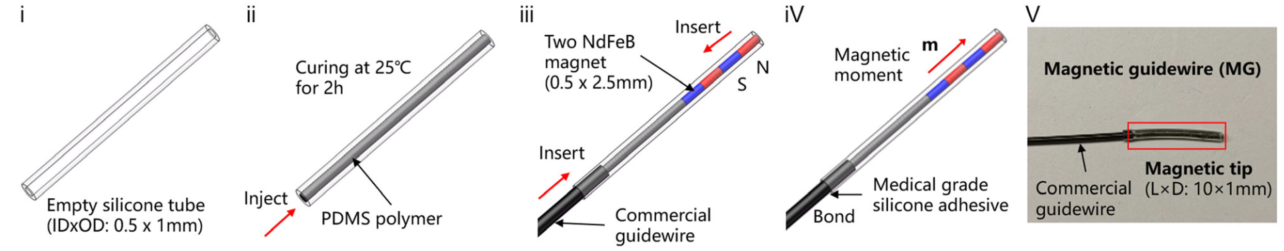 i
Empty silicone tube
(IDxOD: 0.5 x 1mm)
ii
Curing at 25℃
for 2h
Inject
PDMS polymer
iii
Two NdFeB
magnet
(0.5 x 2.5mm)
Insert
N
S
Insert
Commercial
guidewire
iV
Magnetic
moment
m
Medical grade
silicone adhesive
Bond
V
Magnetic guidewire (MG)
Commercial
guidewire
Magnetic tip
(L×D: 10×1mm)